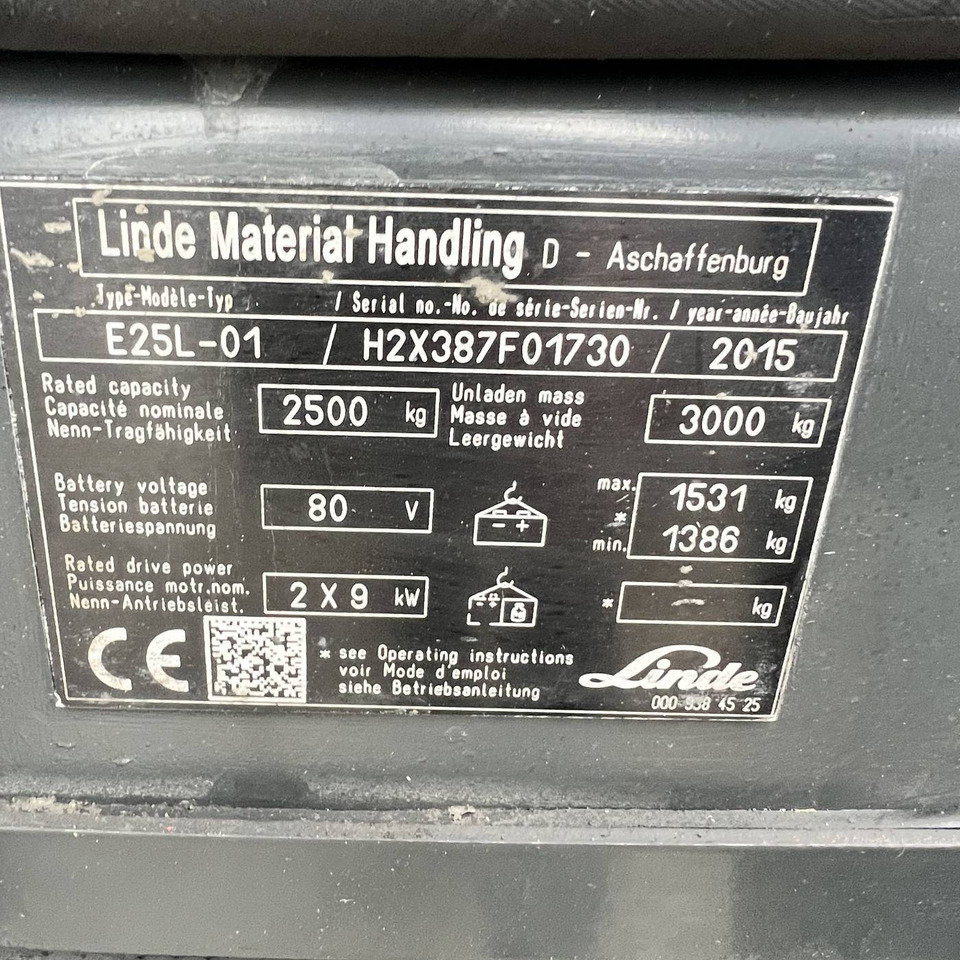 Linde Material Handling D - Aschaffenburg
Type-Modèle-Typ / Serial no.-No. de série-Serien-Nr. / year-année-Baujahr
E25L-01 / H2X387F01730 / 2015
Rated capacity
Capacité nominale
Nenn-Tragfähigkeit
2500 kg
Unladen mass
Masse à vide
Leergewicht
3000 kg
Battery voltage
Tension batterie
Batteriespannung
80 V
max. 1531 kg
*
min. 1386 kg
Rated drive power
Puissance motr.nom.
Nenn-Antriebsleist.
2 X 9 kW
* - kg
CE
* see Operating instructions
voir Mode d'emploi
siehe Betriebsanleitung
Linde
000 938 45 25